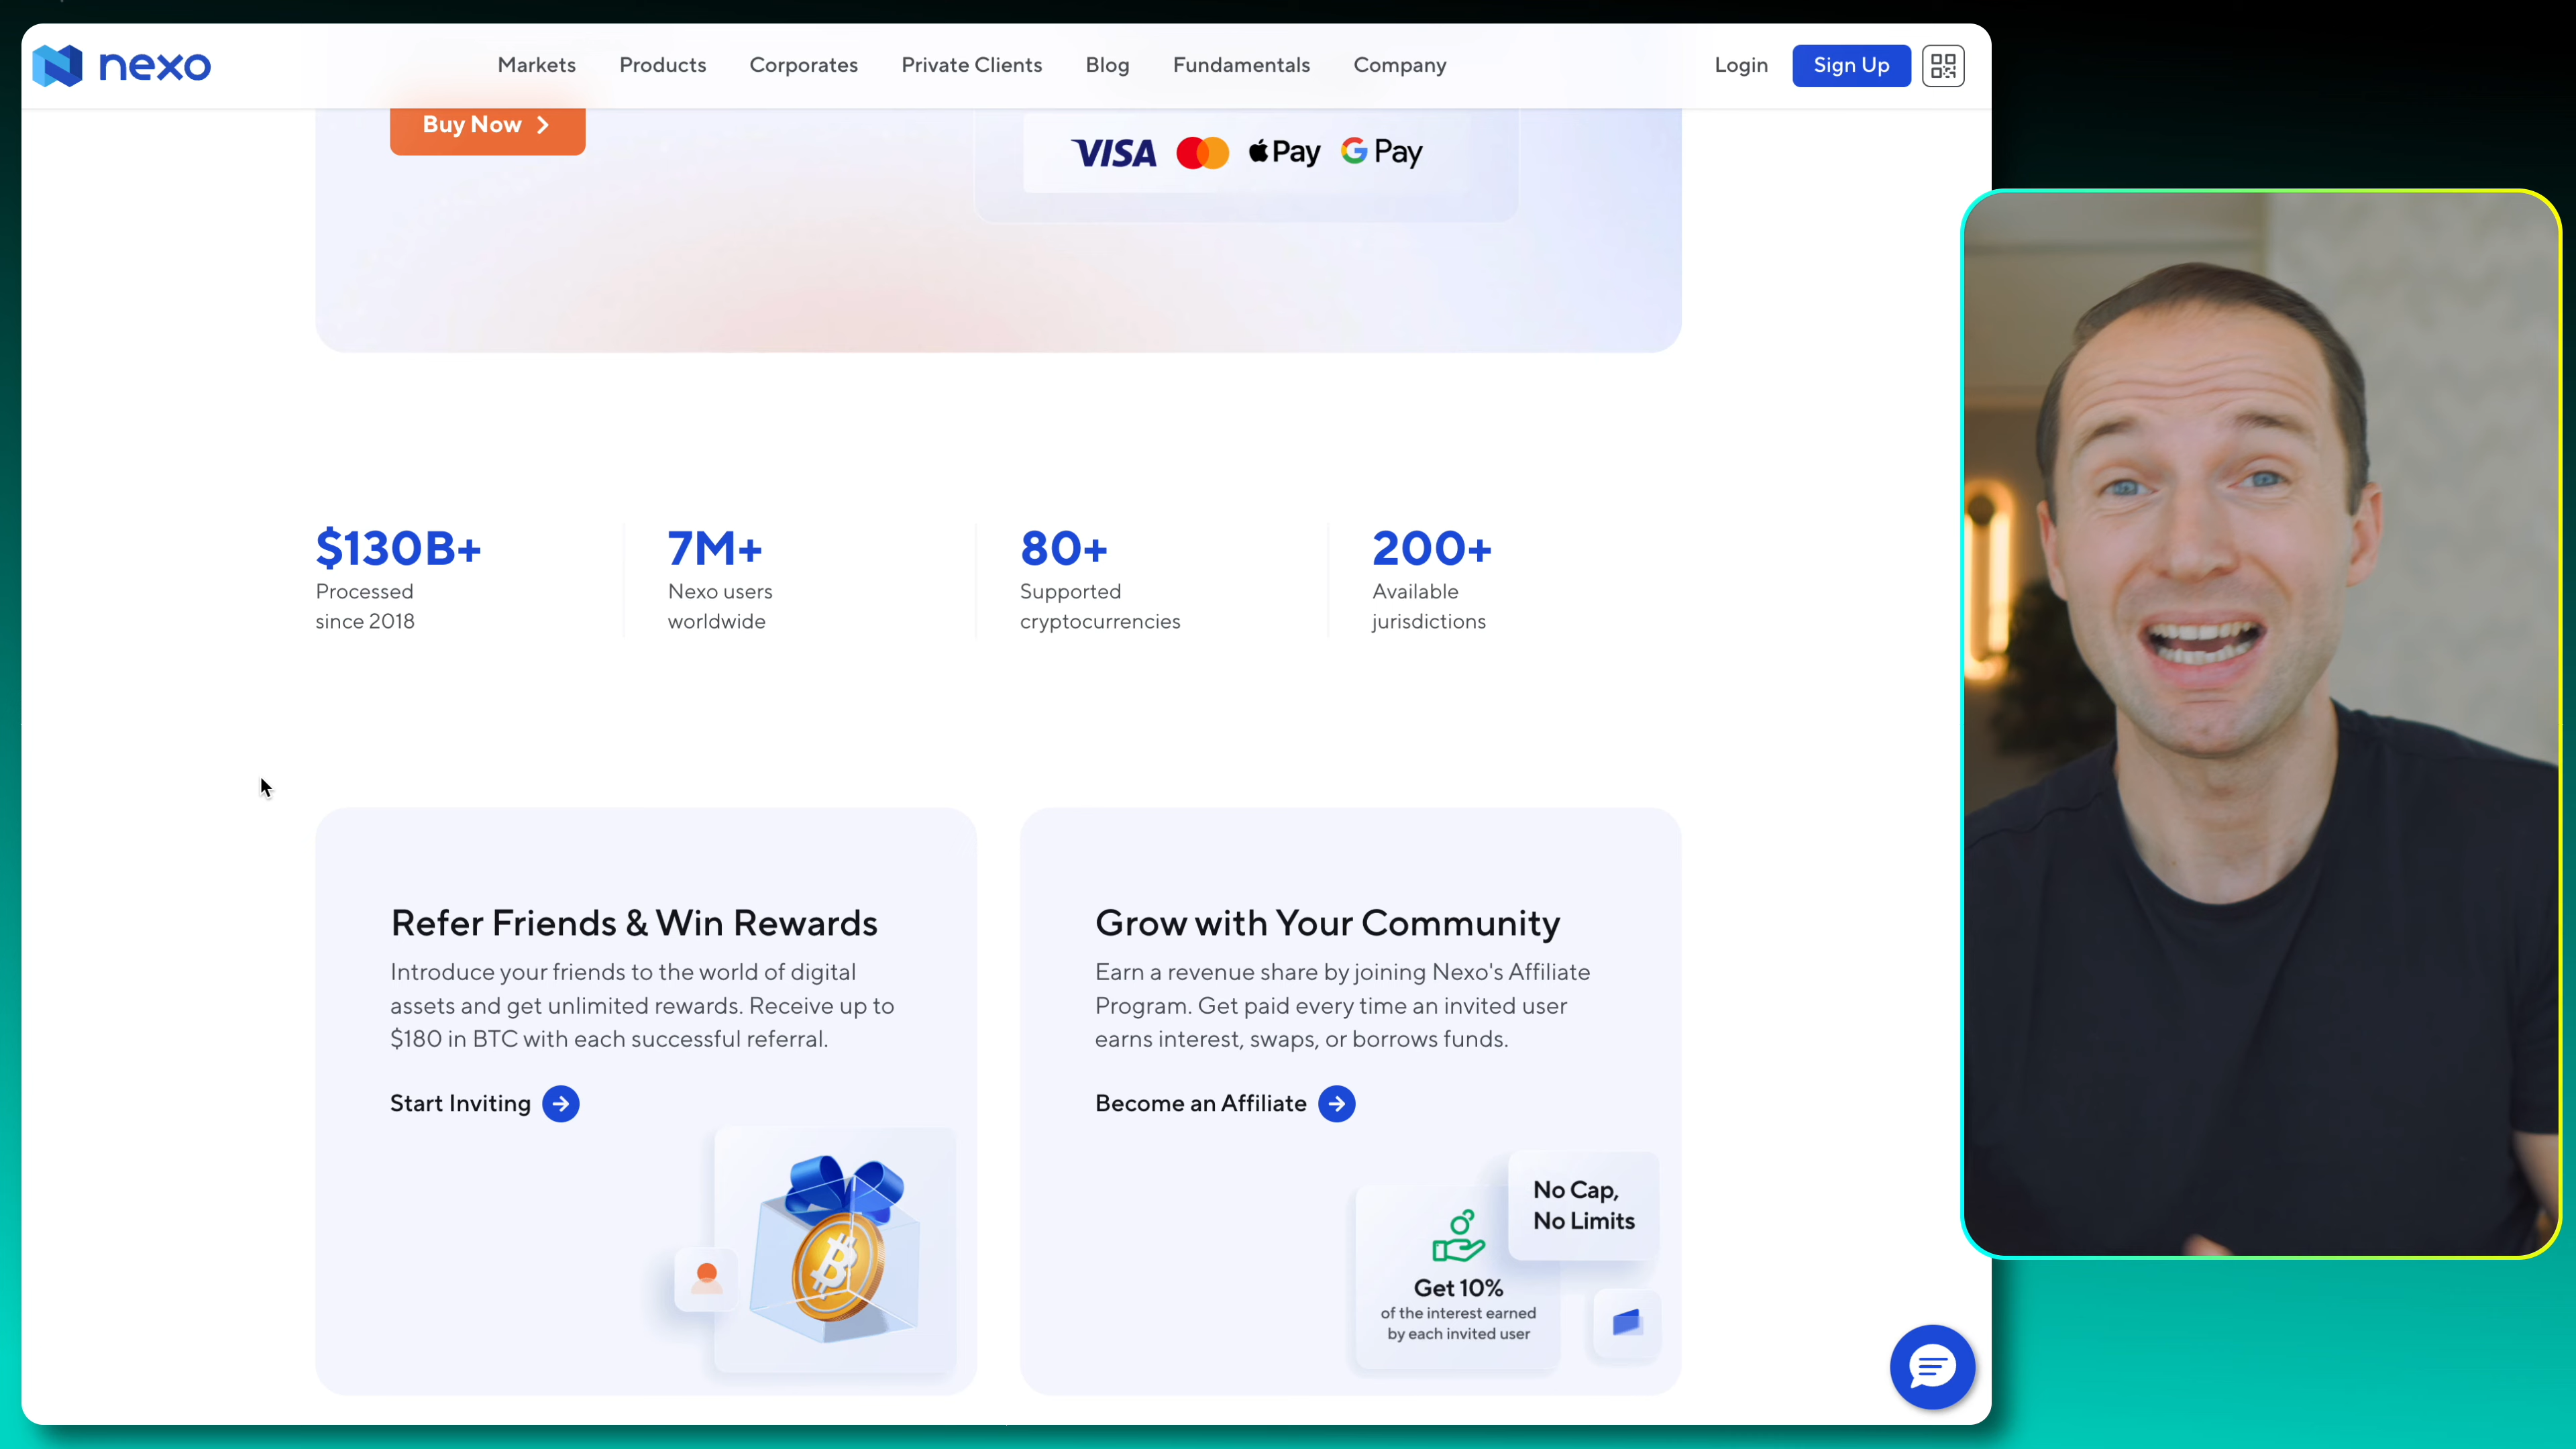 nexo
Markets
Products
Corporates
Private Clients
Blog
Fundamentals
Company
Login
Sign Up
Buy Now
VISA
Pay
G Pay
$130B+
Processed
since 2018
7M+
Nexo users
worldwide
80+
Supported
cryptocurrencies
200+
Available
jurisdictions
Refer Friends & Win Rewards
Introduce your friends to the world of digital
assets and get unlimited rewards. Receive up to
$180 in BTC with each successful referral.
Start Inviting
Grow with Your Community
Earn a revenue share by joining Nexo's Affiliate
Program. Get paid every time an invited user
earns interest, swaps, or borrows funds.
Become an Affiliate
No Cap,
No Limits
Get 10%
of the interest earned
by each invited user